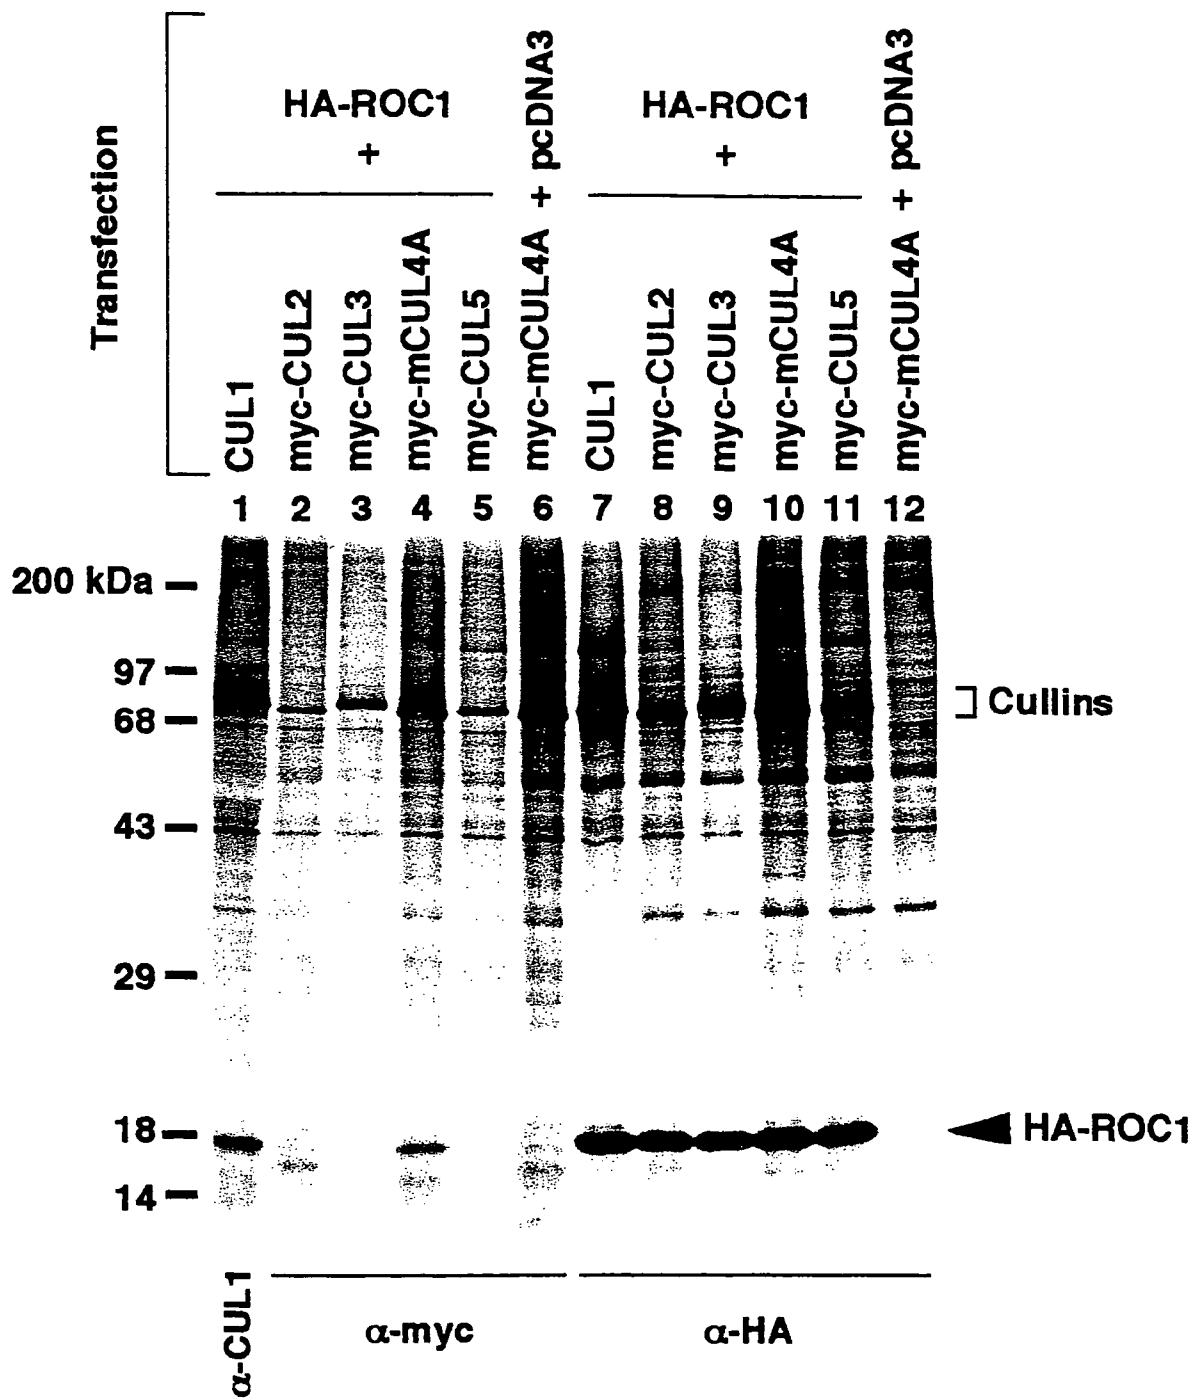 Transfection
HA-ROC1
+
HA-ROC1
+
CUL1
myc-CUL2
myc-CUL3
myc-mCUL4A
myc-CUL5
myc-mCUL4A + pcDNA3
CUL1
myc-CUL2
myc-CUL3
myc-mCUL4A
myc-CUL5
myc-mCUL4A + pcDNA3
1 2 3 4 5 6 7 8 9 10 11 12
200 kDa
97
68
43
29
18
14
Cullins
HA-ROC1
α-CUL1
α-myc
α-HA